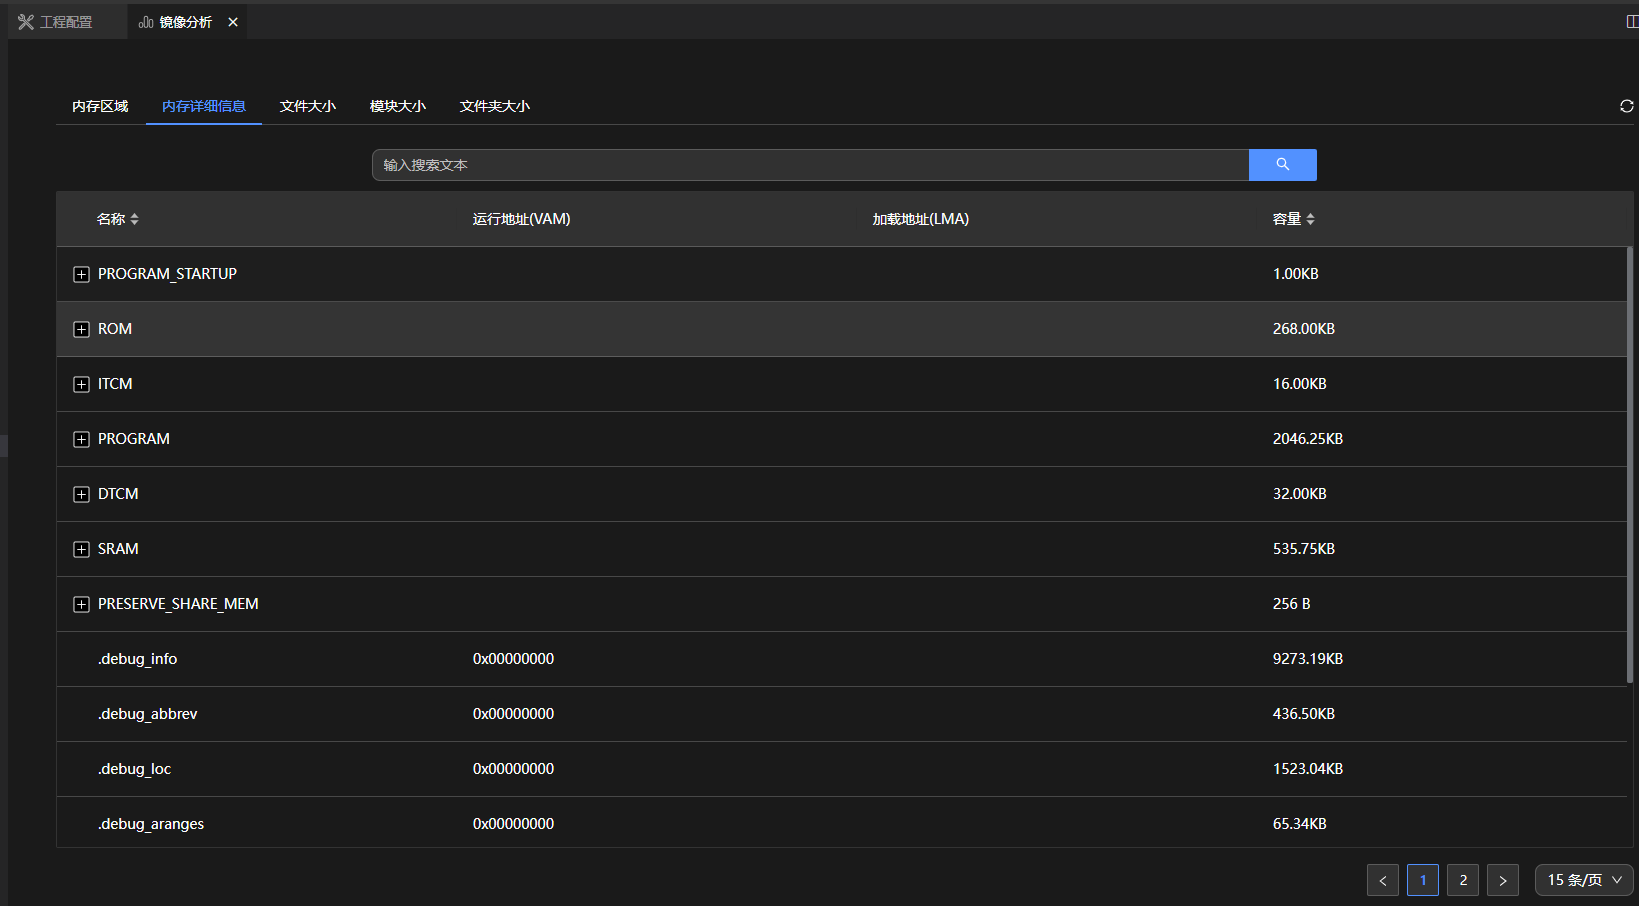 工程配置 镜像分析
内存区域 内存详细信息 文件大小 模块大小 文件夹大小
输入搜索文本
名称 运行地址(VAM) 加载地址(LMA) 容量
PROGRAM_STARTUP 1.00KB
ROM 268.00KB
ITCM 16.00KB
PROGRAM 2046.25KB
DTCM 32.00KB
SRAM 535.75KB
PRESERVE_SHARE_MEM 256 B
.debug_info 0x00000000 9273.19KB
.debug_abbrev 0x00000000 436.50KB
.debug_loc 0x00000000 1523.04KB
.debug_aranges 0x00000000 65.34KB
< 1 2 > 15 条/页